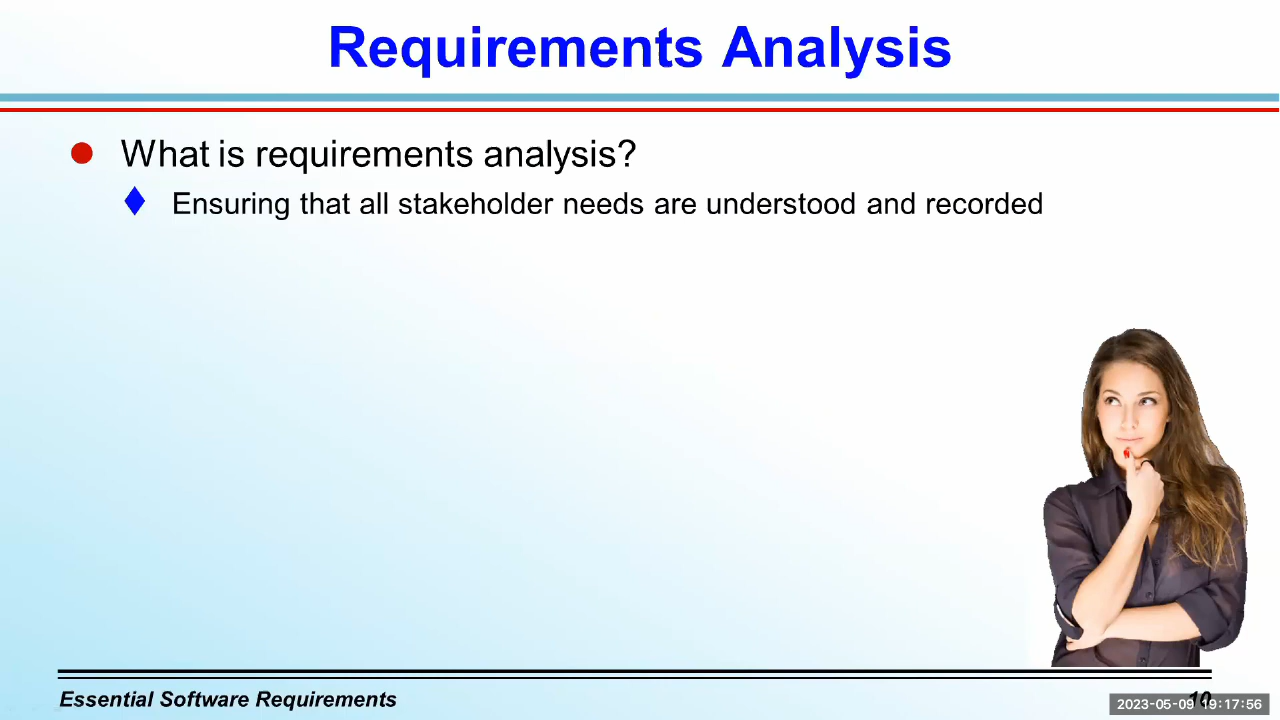 Requirements Analysis
What is requirements analysis?
Ensuring that all stakeholder needs are understood and recorded
Essential Software Requirements
10
2023-05-09 19:17:56